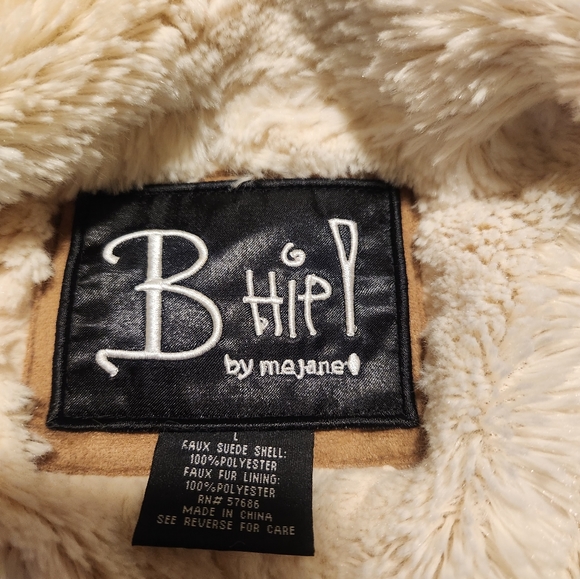 B Hip!
by mejane!
L
FAUX SUEDE SHELL:
100%POLYESTER
FAUX FUR LINING:
100%POLYESTER
RN# 57686
MADE IN CHINA
SEE REVERSE FOR CARE